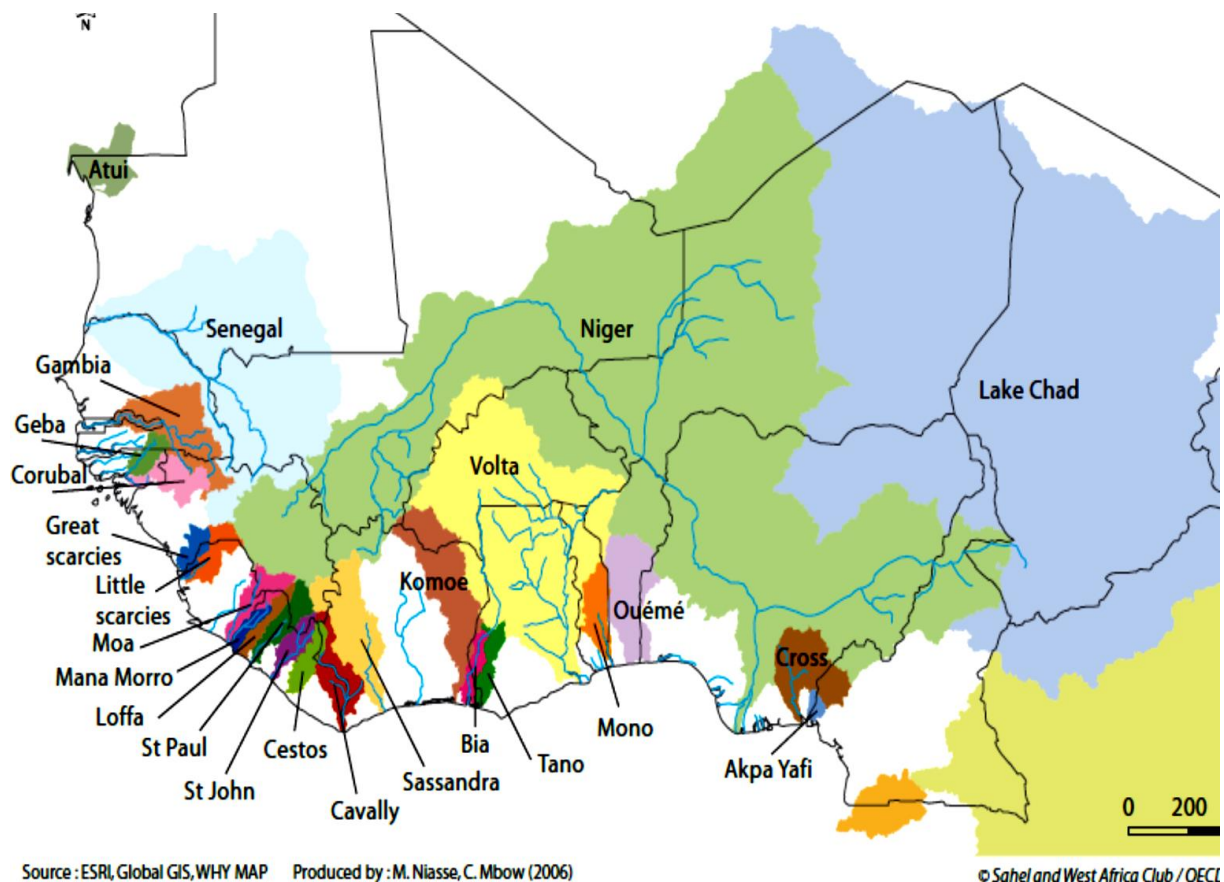 N
Atui
Senegal
Niger
Gambia
Lake Chad
Geba
Volta
Corubal
Great
scarcies
Komoe
Little
scarcies
Ouémé
Moa
Cross
Mana Morro
Loffa
Mono
St Paul
Cestos
Bia
Tano
Akpa Yafi
St John
Sassandra
Cavally
0 200
Source : ESRI, Global GIS, WHY MAP Produced by : M. Niasse, C. Mbow (2006)
© Sahel and West Africa Club / OECD